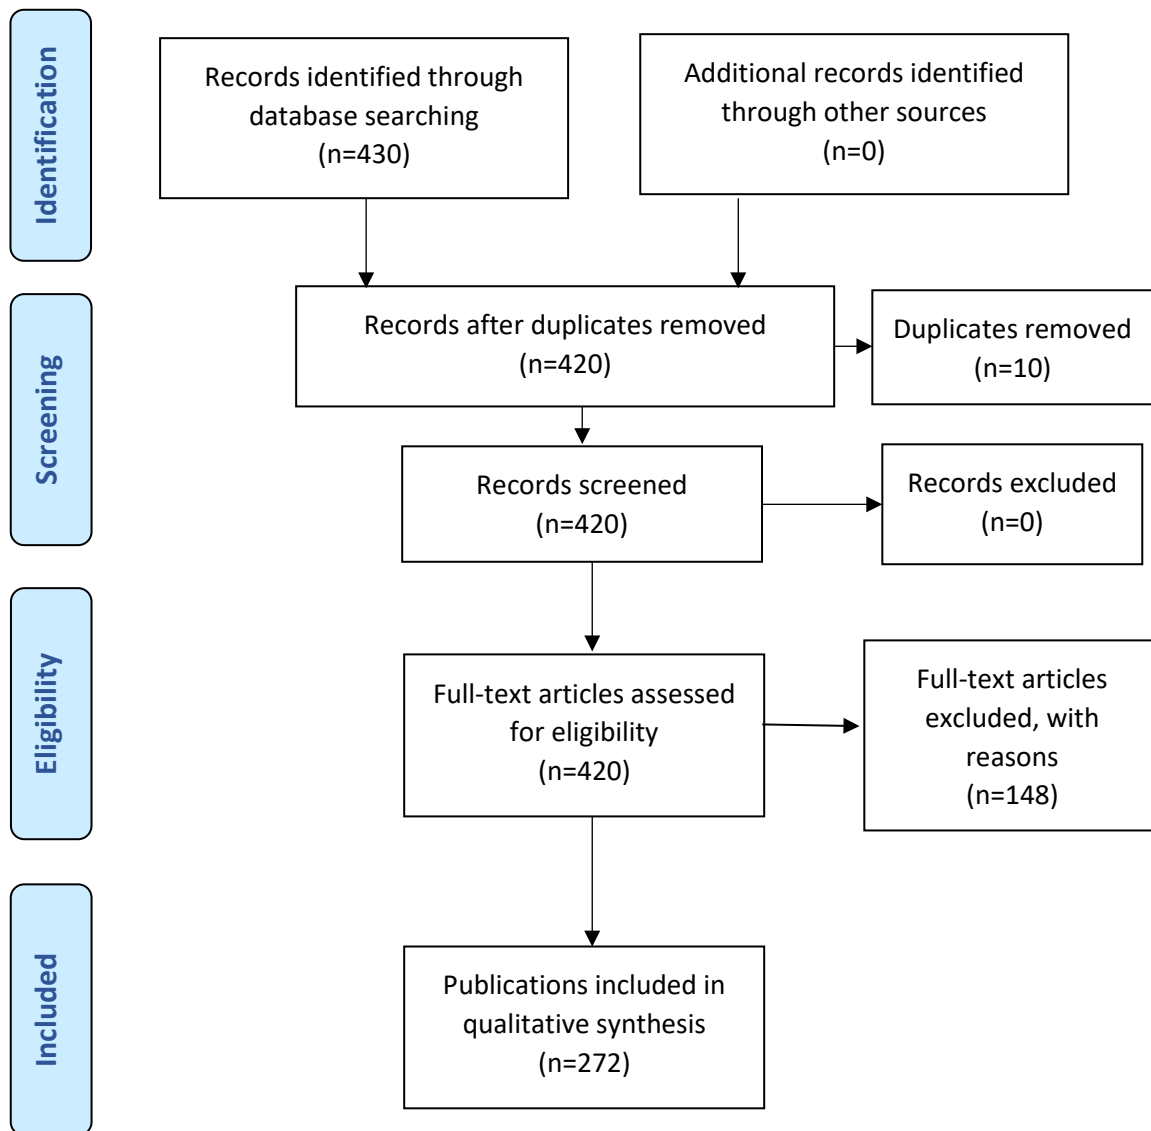 Identification
Records identified through
database searching
(n=430)
Additional records identified
through other sources
(n=0)
Screening
Records after duplicates removed
(n=420)
Duplicates removed
(n=10)
Records screened
(n=420)
Records excluded
(n=0)
Eligibility
Full-text articles assessed
for eligibility
(n=420)
Full-text articles
excluded, with
reasons
(n=148)
Included
Publications included in
qualitative synthesis
(n=272)